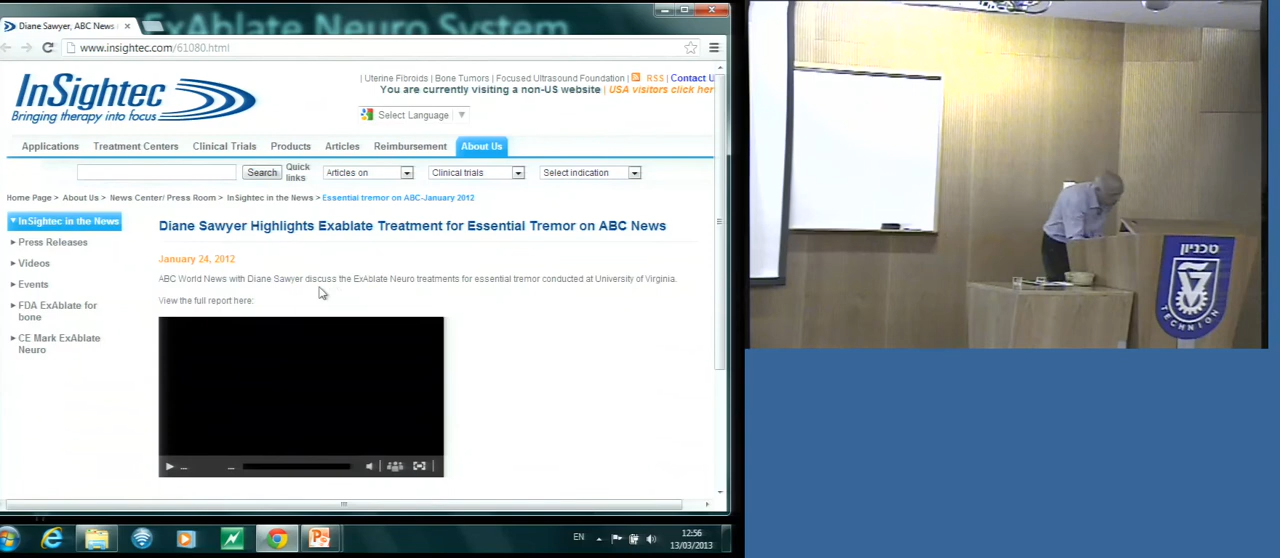 ExAblate Neuro System
Diane Sawyer, ABC News
www.insightec.com/61080.html
| Uterine Fibroids | Bone Tumors | Focused Ultrasound Foundation | RSS | Contact U
You are currently visiting a non-US website | USA visitors click her
InSightec
Bringing therapy into focus
Select Language
Applications Treatment Centers Clinical Trials Products Articles Reimbursement About Us
Search Quick links Articles on Clinical trials Select indication
Home Page > About Us > News Center/ Press Room > InSightec in the News > Essential tremor on ABC-January 2012
InSightec in the News
Press Releases
Videos
Events
FDA ExAblate for
bone
CE Mark ExAblate
Neuro
Diane Sawyer Highlights Exablate Treatment for Essential Tremor on ABC News
January 24, 2012
ABC World News with Diane Sawyer discuss the ExAblate Neuro treatments for essential tremor conducted at University of Virginia.
View the full report here:
EN
12:56
13/03/2013
טכניון
TECHNION